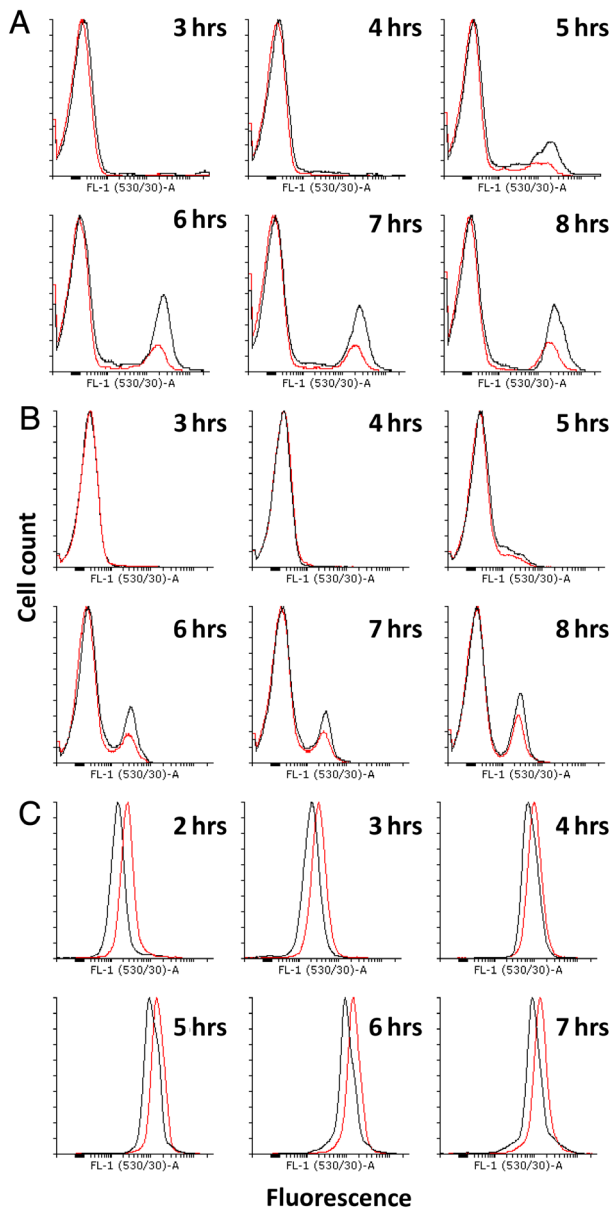 A
3 hrs
4 hrs
5 hrs
FL-1 (530/30)-A
FL-1 (530/30)-A
FL-1 (530/30)-A
6 hrs
7 hrs
8 hrs
FL-1 (530/30)-A
FL-1 (530/30)-A
FL-1 (530/30)-A
B
3 hrs
4 hrs
5 hrs
FL-1 (530/30)-A
FL-1 (530/30)-A
FL-1 (530/30)-A
Cell count
6 hrs
7 hrs
8 hrs
FL-1 (530/30)-A
FL-1 (530/30)-A
FL-1 (530/30)-A
C
2 hrs
3 hrs
4 hrs
FL-1 (530/30)-A
FL-1 (530/30)-A
FL-1 (530/30)-A
5 hrs
6 hrs
7 hrs
FL-1 (530/30)-A
FL-1 (530/30)-A
FL-1 (530/30)-A
Fluorescence